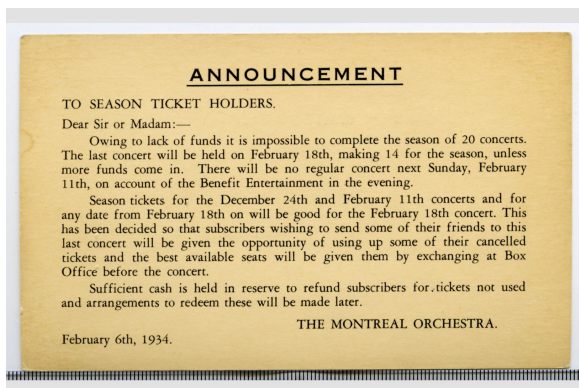 ANNOUNCEMENT
TO SEASON TICKET HOLDERS.
Dear Sir or Madam:—
Owing to lack of funds it is impossible to complete the season of 20 concerts.
The last concert will be held on February 18th, making 14 for the season, unless
more funds come in. There will be no regular concert next Sunday, February
11th, on account of the Benefit Entertainment in the evening.
Season tickets for the December 24th and February 11th concerts and for
any date from February 18th on will be good for the February 18th concert. This
has been decided so that subscribers wishing to send some of their friends to this
last concert will be given the opportunity of using up some of their cancelled
tickets and the best available seats will be given them by exchanging at Box
Office before the concert.
Sufficient cash is held in reserve to refund subscribers for.tickets not used
and arrangements to redeem these will be made later.
THE MONTREAL ORCHESTRA.
February 6th, 1934.